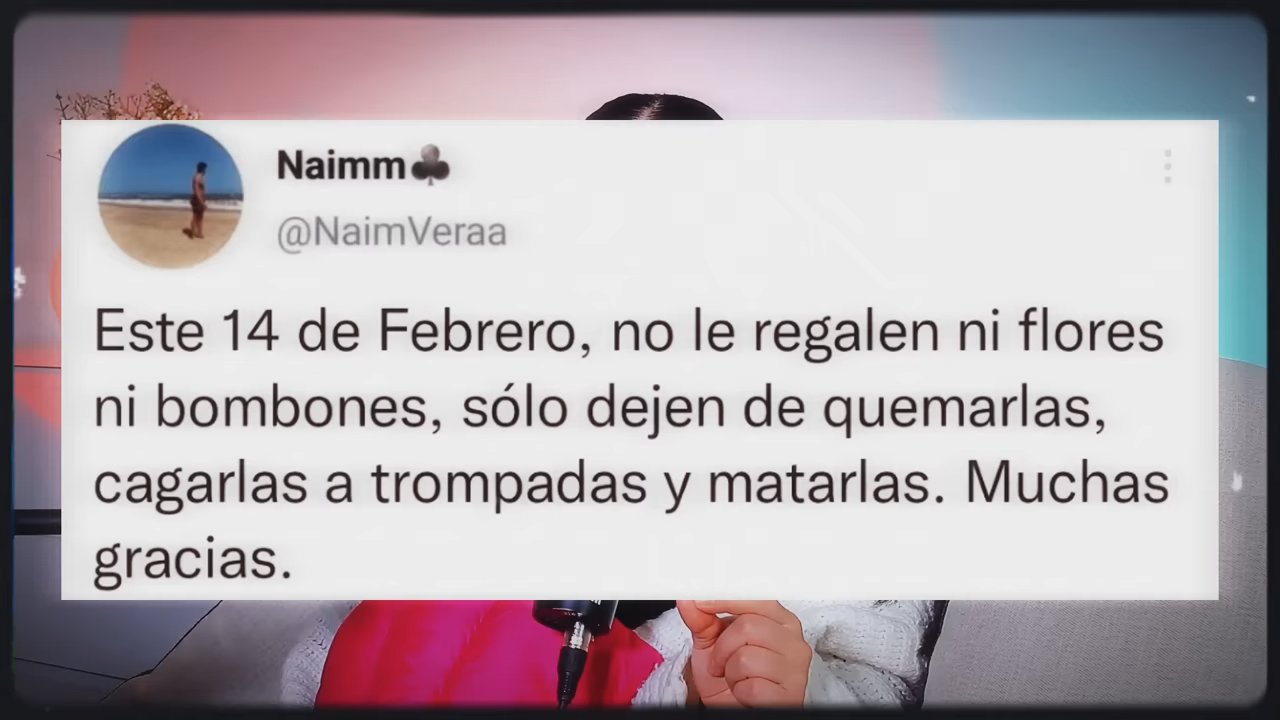 Naimm♣
@NaimVeraa
Este 14 de Febrero, no le regalen ni flores
ni bombones, sólo dejen de quemarlas,
cagarlas a trompadas y matarlas. Muchas
gracias.